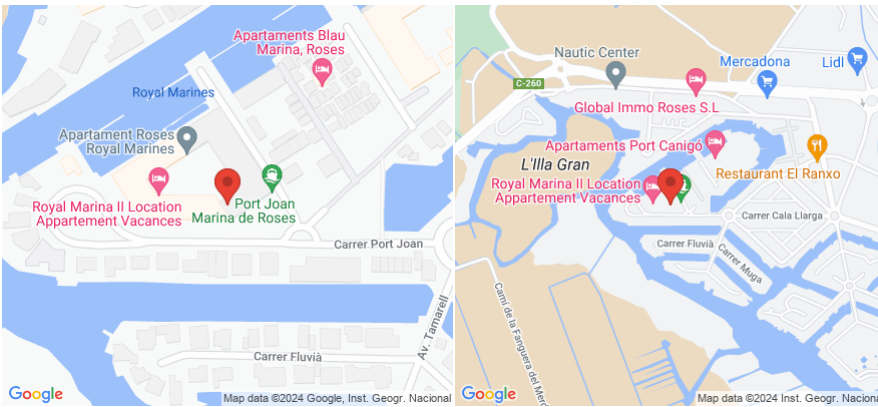 Apartaments Blau
Marina, Roses
Royal Marines
Apartament Roses
Royal Marines
Royal Marina II Location
Appartement Vacances
Port Joan
Marina de Roses
Carrer Port Joan
Av. Tamarell
Carrer Fluvià
Google
Map data ©2024 Google, Inst. Geogr. Nacional
Nautic Center
Mercadona
Lidl
C-260
Global Immo Roses S.L
Apartaments Port Canigó
L'Illa Gran
Restaurant El Ranxo
Royal Marina II Location
Appartement Vacances
Carrer Cala Llarga
Carrer Fluvià
Carrer Muga
Camí de la Fanguera del Merd
Google
Map data ©2024 Google, Inst. Geogr. Nacional